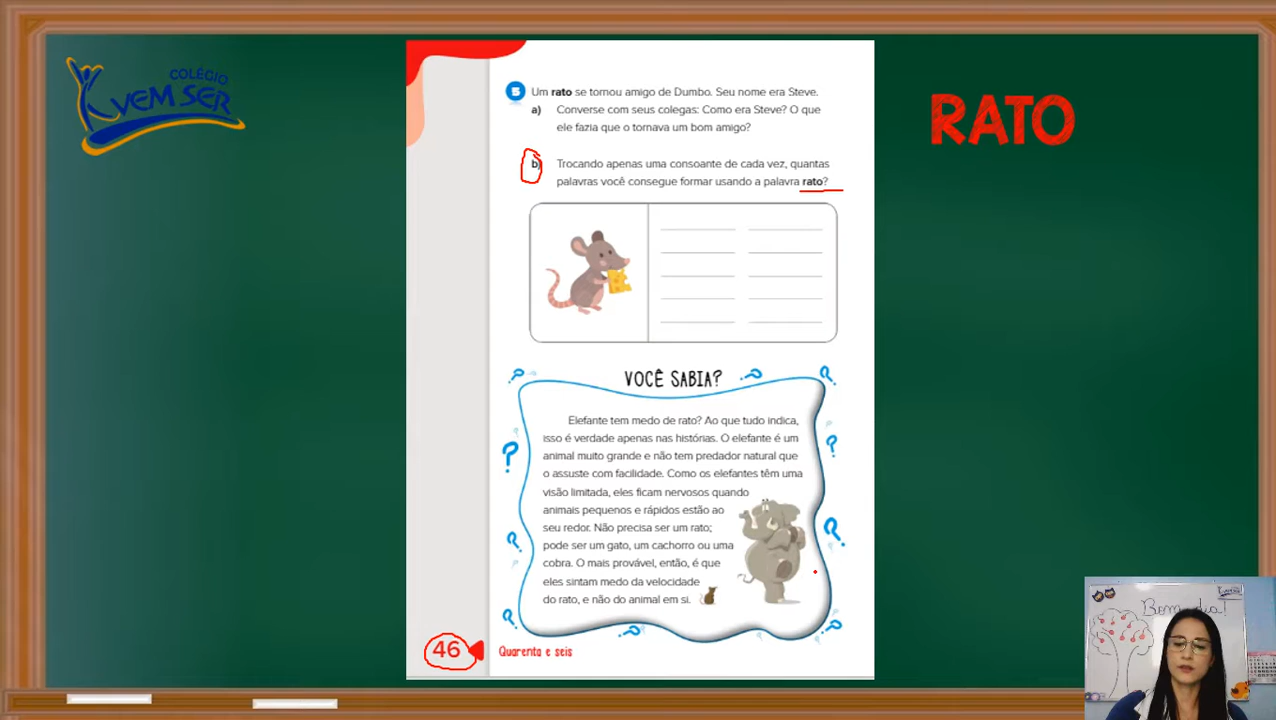 COLÉGIO
VEM SER
RATO
5 Um rato se tornou amigo de Dumbo. Seu nome era Steve.
a) Converse com seus colegas: Como era Steve? O que
ele fazia que o tornava um bom amigo?
b) Trocando apenas uma consoante de cada vez, quantas
palavras você consegue formar usando a palavra rato?
VOCÊ SABIA?
Elefante tem medo de rato? Ao que tudo indica,
isso é verdade apenas nas histórias. O elefante é um
animal muito grande e não tem predador natural que
o assuste com facilidade. Como os elefantes têm uma
visão limitada, eles ficam nervosos quando
animais pequenos e rápidos estão ao
seu redor. Não precisa ser um rato;
pode ser um gato, um cachorro ou uma
cobra. O mais provável, então, é que
eles sintam medo da velocidade
do rato, e não do animal em si.
46 Quarenta e seis
Bom dia!